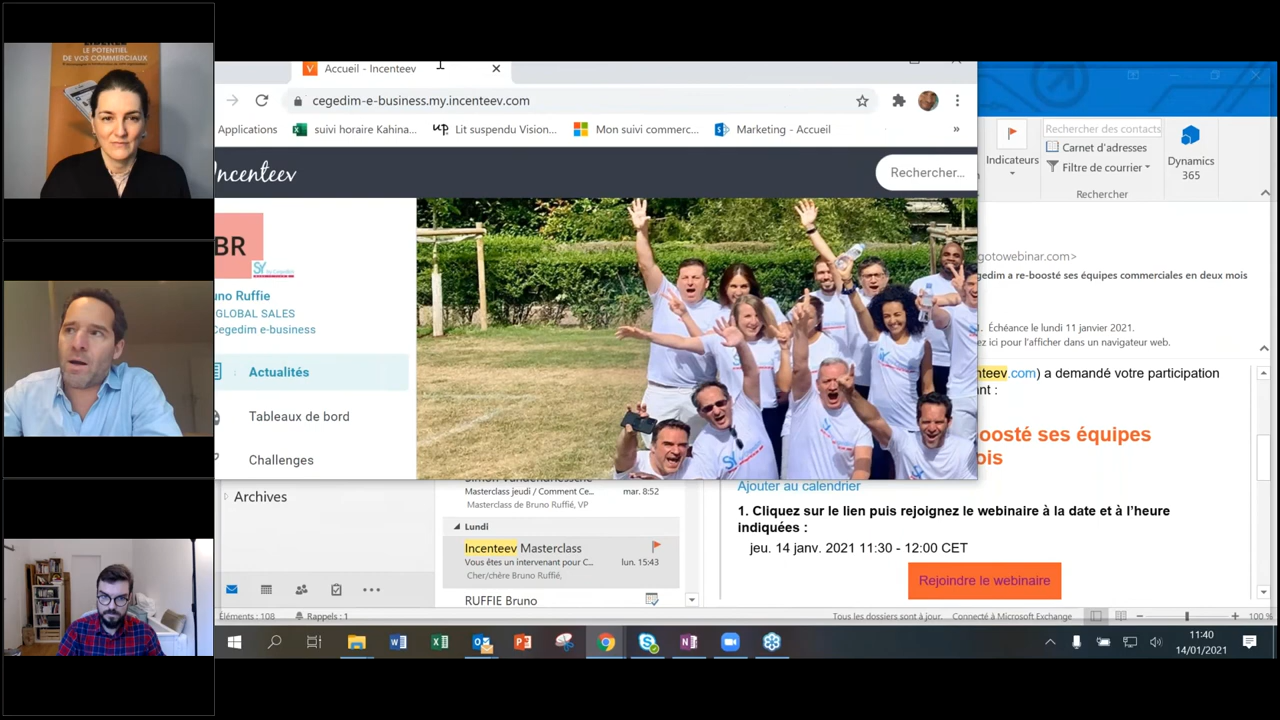 LE POTENTIEL
DE VOS COMMERCIAUX
Accueil - Incenteev
cegedim-e-business.my.incenteev.com
Applications
suivi horaire Kahina...
Lit suspendu Vision...
Mon suivi commerc...
Marketing - Accueil
»
Incenteev
Rechercher...
BR
SY by Cegedim
no Ruffie
GLOBAL SALES
Cegedim e-business
Actualités
Tableaux de bord
Challenges
Indicateurs
Rechercher des contacts
Carnet d'adresses
Filtre de courrier
Rechercher
Dynamics
365
gotowebinar.com>
gedim a re-boosté ses équipes commerciales en deux mois
Échéance le lundi 11 janvier 2021.
ez ici pour l'afficher dans un navigateur web.
nteev.com) a demandé votre participation
nt :
oosté ses équipes
ois
Ajouter au calendrier
1. Cliquez sur le lien puis rejoignez le webinaire à la date et à l'heure
indiquées :
jeu. 14 janv. 2021 11:30 - 12:00 CET
Rejoindre le webinaire
Archives
Masterclass jeudi / Comment Ce...
mar. 8:52
Masterclass de Bruno Ruffié, VP
Lundi
Incenteev Masterclass
Vous êtes un intervenant pour C...
lun. 15:43
Cher/chère Bruno Ruffié,
RUFFIE Bruno
Éléments : 108
Rappels : 1
Tous les dossiers sont à jour.
Connecté à Microsoft Exchange
100 %
11:40
14/01/2021